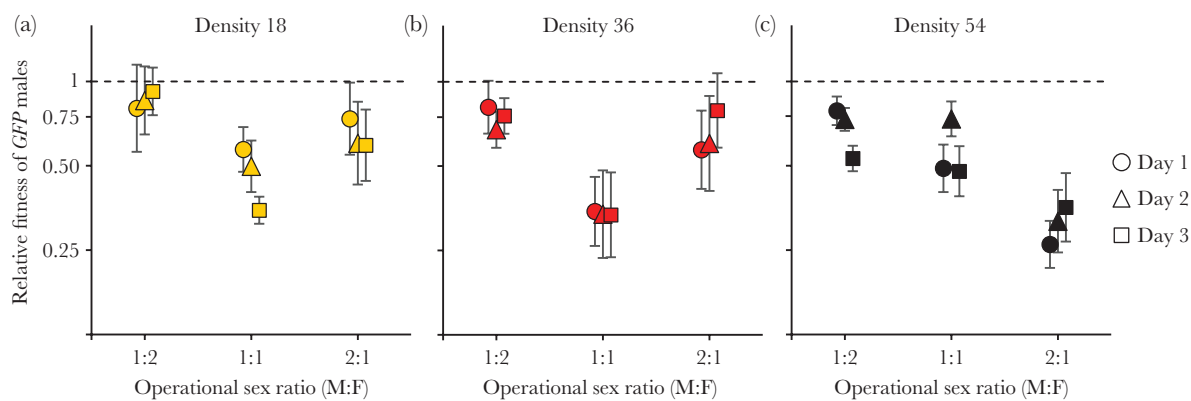 (a)
Density 18
(b)
Density 36
(c)
Density 54
Relative fitness of GFP males
1
0.75
0.50
0.25
Day 1
Day 2
Day 3
1:2
1:1
2:1
1:2
1:1
2:1
1:2
1:1
2:1
Operational sex ratio (M:F)
Operational sex ratio (M:F)
Operational sex ratio (M:F)